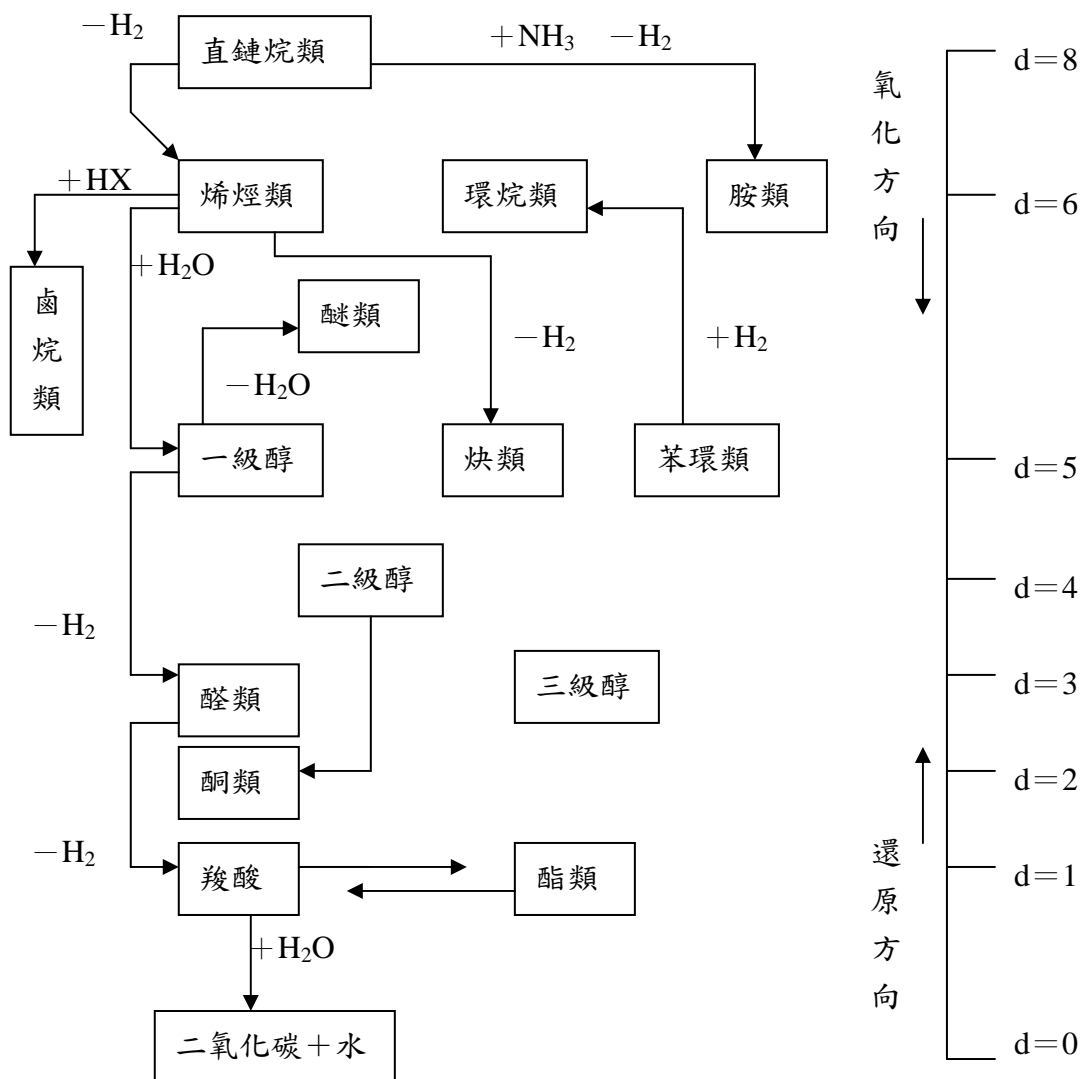 －H₂
直鏈烷類
＋NH₃ －H₂
d＝8
氧化方向
＋HX
烯烴類
環烷類
胺類
d＝6
＋H₂O
鹵烷類
醚類
－H₂
＋H₂
－H₂O
一級醇
炔類
苯環類
d＝5
二級醇
d＝4
－H₂
醛類
三級醇
d＝3
酮類
d＝2
－H₂
羧酸
酯類
還原方向
d＝1
＋H₂O
二氧化碳＋水
d＝0